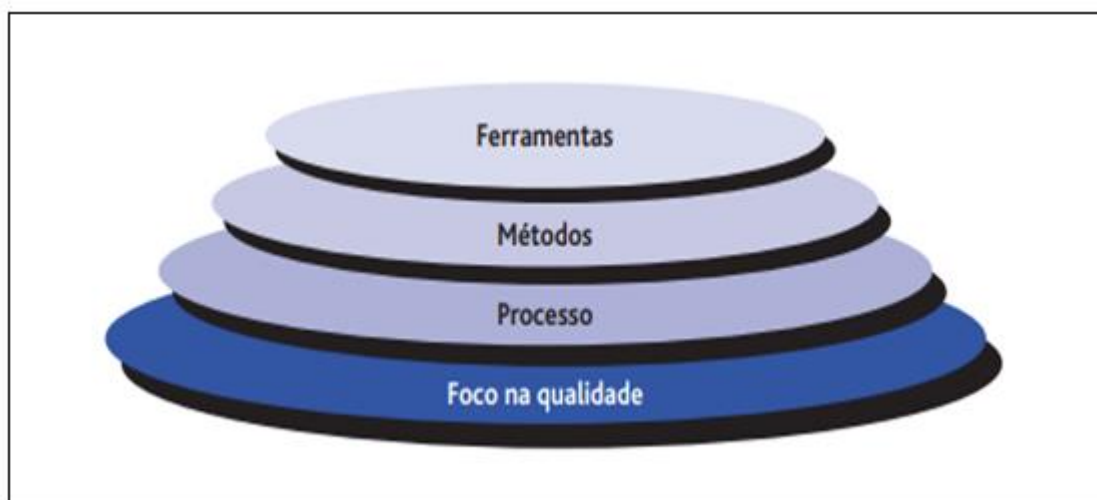 Ferramentas
Métodos
Processo
Foco na qualidade